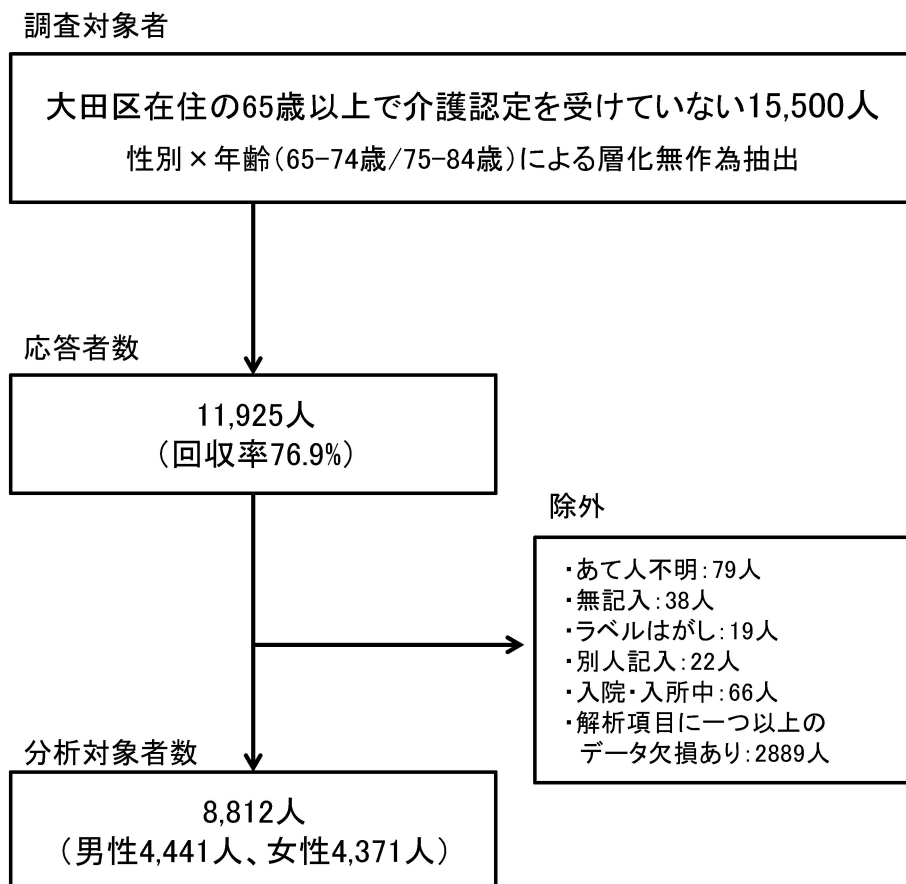 調査対象者
大田区在住の65歳以上で介護認定を受けていない15,500人
性別×年齢(65-74歳/75-84歳)による層化無作為抽出
応答者数
11,925人
(回収率76.9%)
除外
・あて人不明:79人
・無記入:38人
・ラベルはがし:19人
・別人記入:22人
・入院・入所中:66人
・解析項目に一つ以上の
データ欠損あり:2889人
分析対象者数
8,812人
(男性4,441人、女性4,371人)